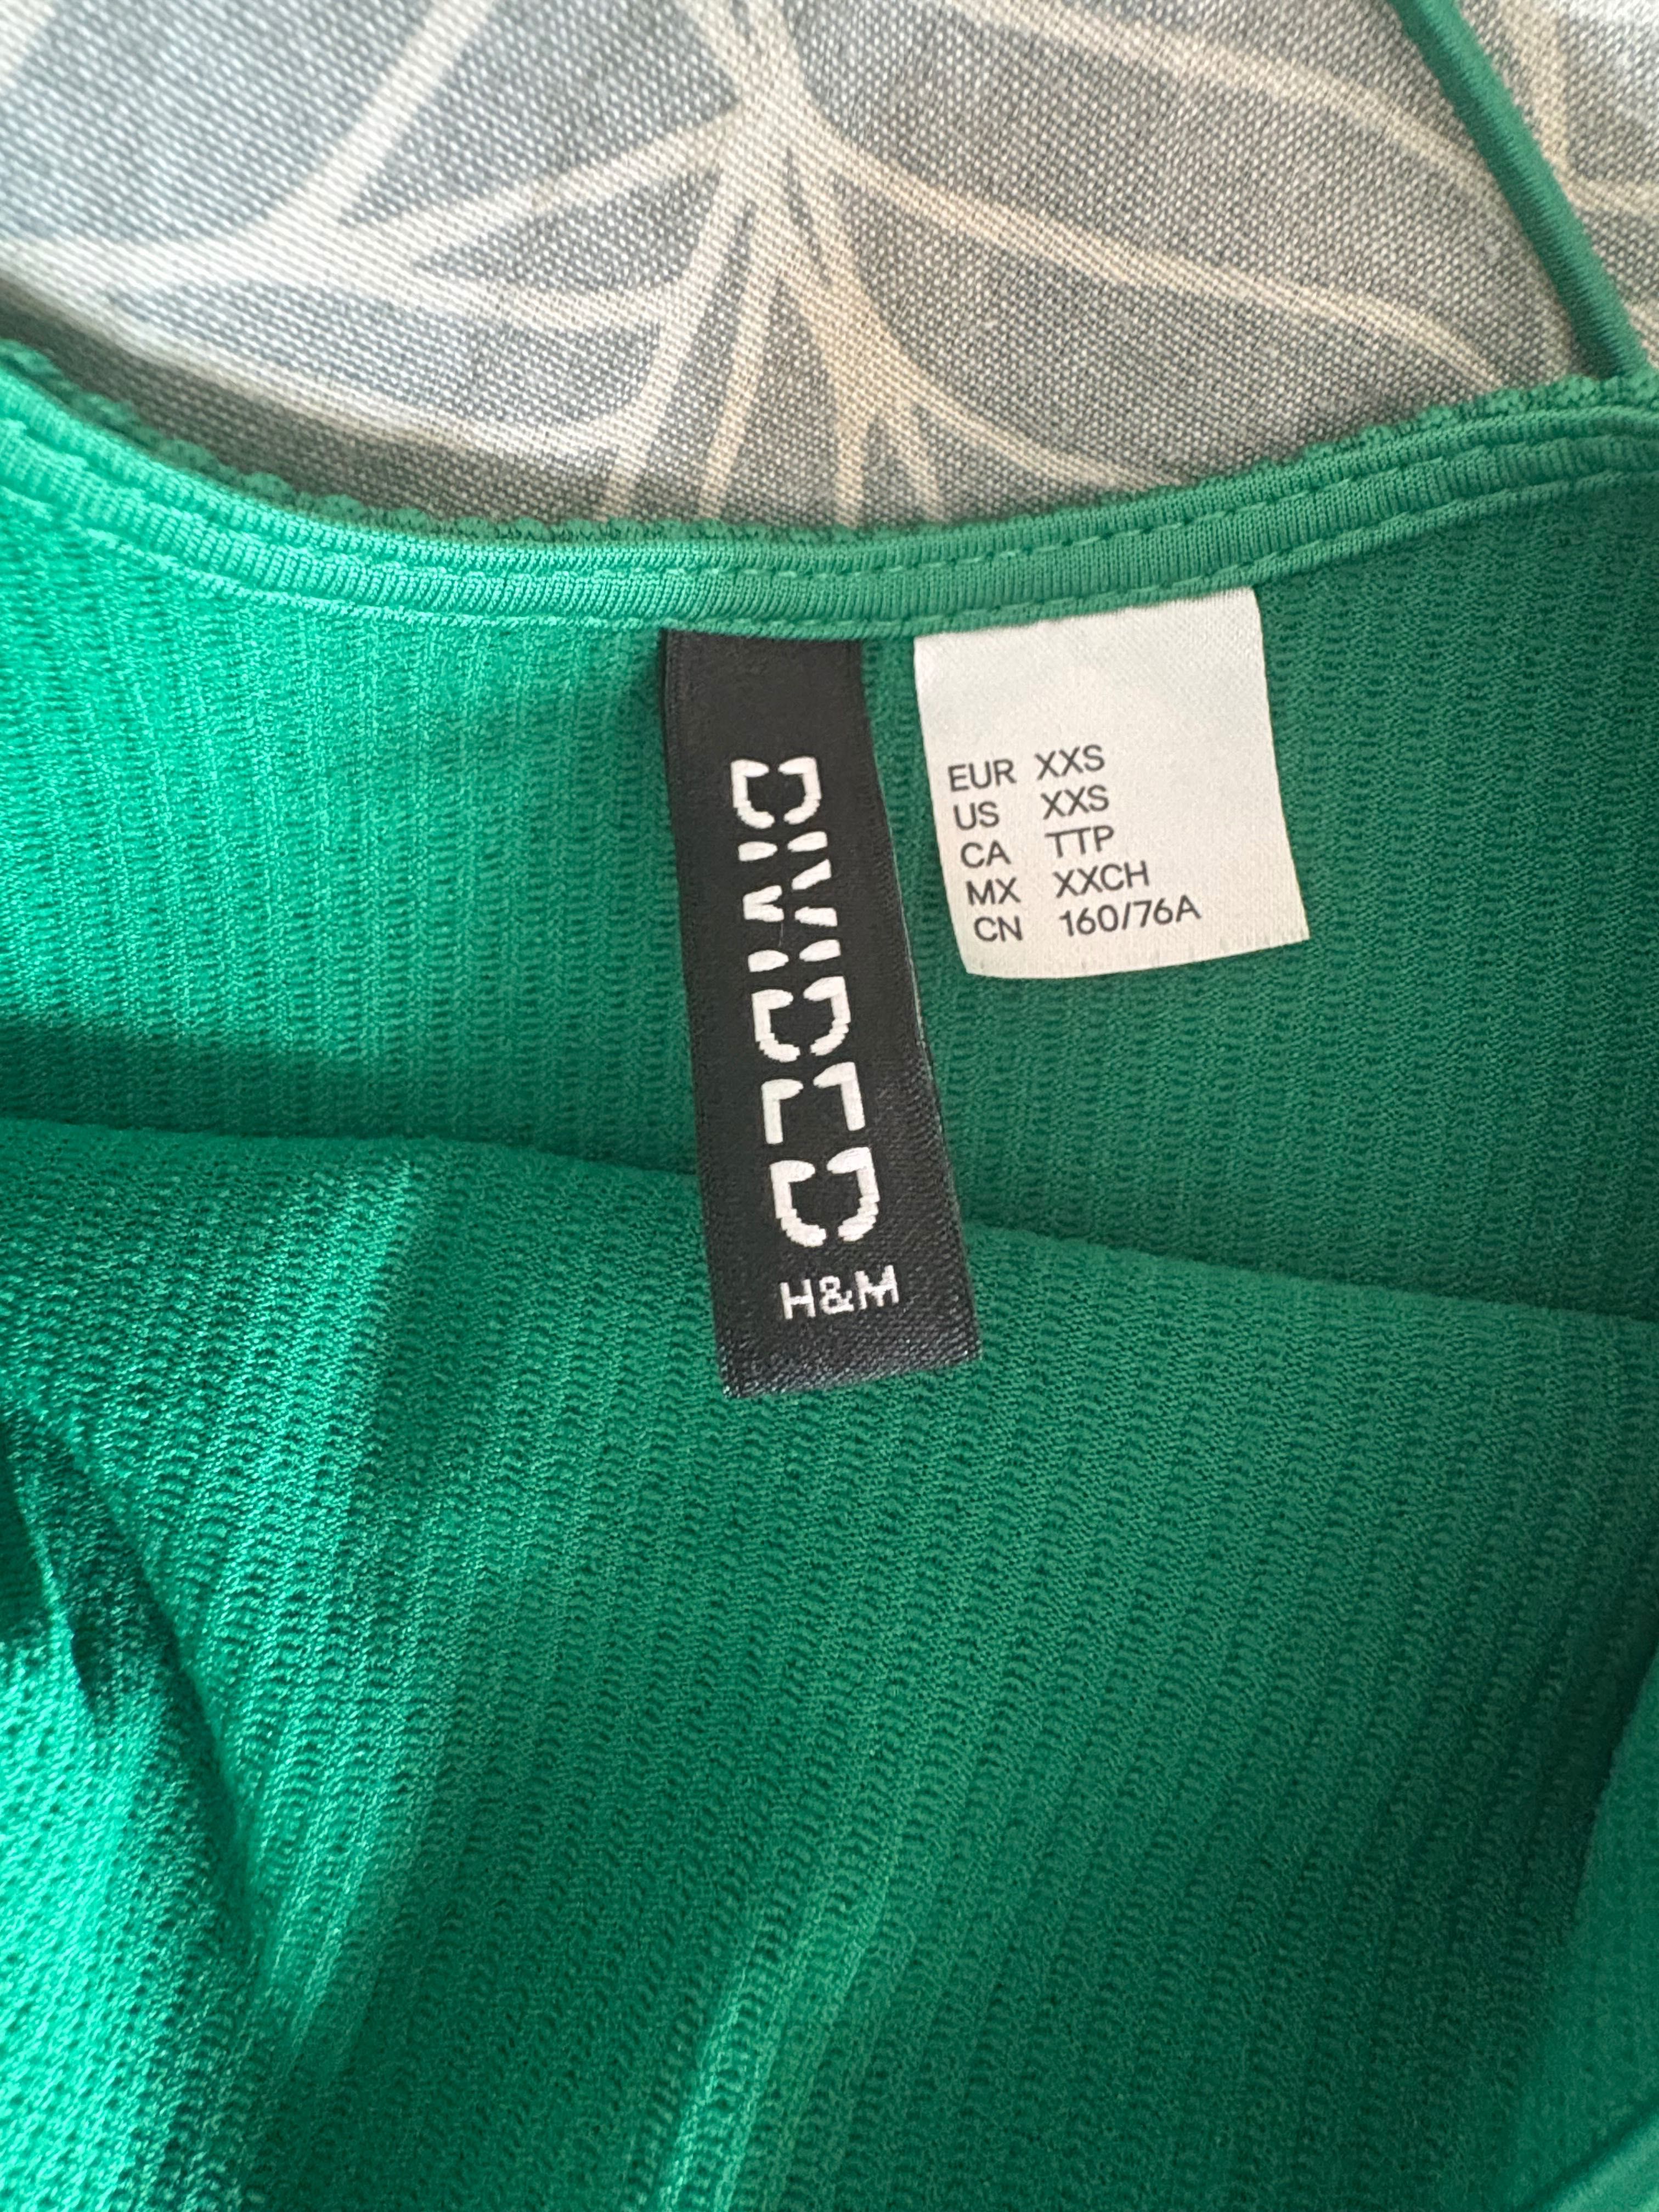 DIVIDED
H&M
EUR XXS
US XXS
CA TTP
MX XXCH
CN 160/76A